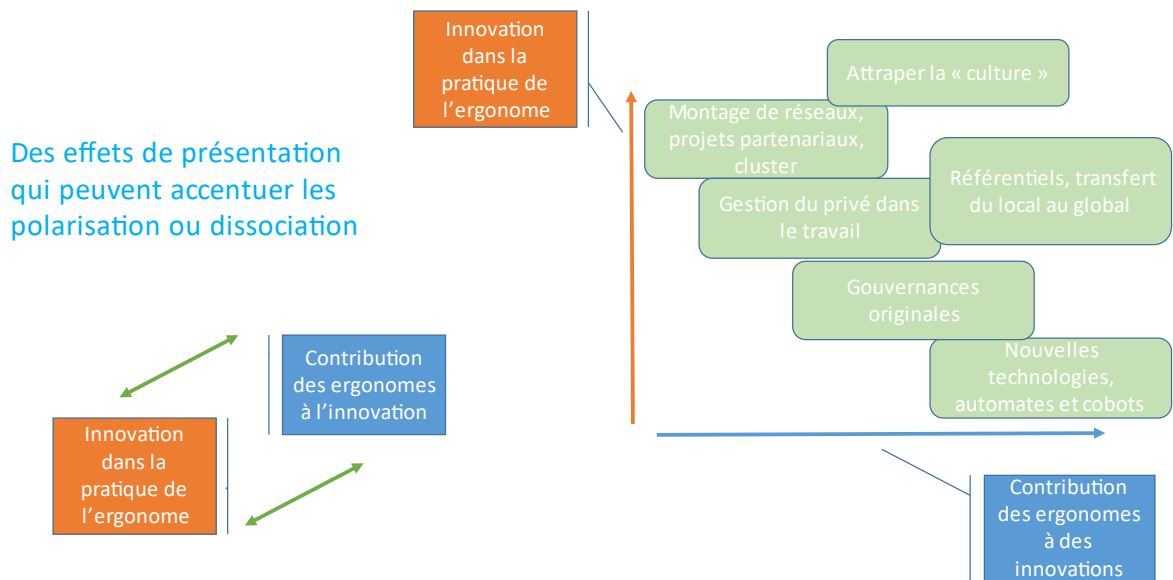 Innovation
dans la
pratique de
l'ergonome
Attraper la « culture »
Montage de réseaux,
projets partenariaux,
cluster
Des effets de présentation
qui peuvent accentuer les
polarisation ou dissociation
Référentiels, transfert
du local au global
Gestion du privé dans
le travail
Gouvernances
originales
Nouvelles
technologies,
automates et cobots
Contribution
des ergonomes
à l'innovation
Innovation
dans la
pratique de
l'ergonome
Contribution
des ergonomes
à des
innovations